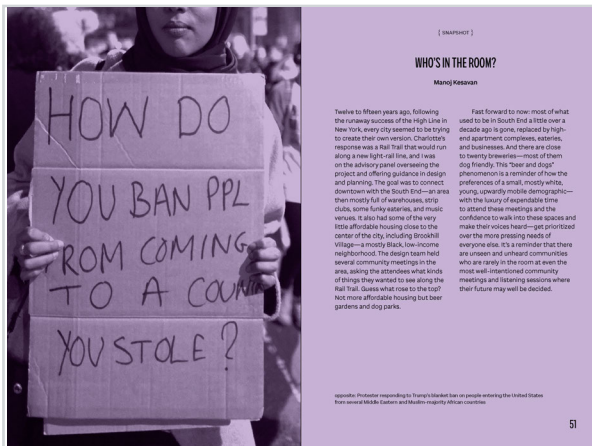 HOW DO
YOU BAN PPL
FROM COMING
TO A COUNTR
YOU STOLE?
{ SNAPSHOT }
WHO'S IN THE ROOM?
Manoj Kesavan
Twelve to fifteen years ago, following
the runaway success of the High Line in
New York, every city seemed to be trying
to create their own version. Charlotte's
response was a Rail Trail that would run
along a new light-rail line, and I was
on the advisory panel overseeing the
project and offering guidance in design
and planning. The goal was to connect
downtown with the South End—an area
then mostly full of warehouses, strip
clubs, some funky eateries, and music
venues. It also had some of the very
little affordable housing close to the
center of the city, including Brookhill
Village—a mostly Black, low-income
neighborhood. The design team held
several community meetings in the
area, asking the attendees what kinds
of things they wanted to see along the
Rail Trail. Guess what rose to the top?
Not more affordable housing but beer
gardens and dog parks.
Fast forward to now: most of what
used to be in South End a little over a
decade ago is gone, replaced by high-
end apartment complexes, eateries,
and businesses. And there are close
to twenty breweries—most of them
dog friendly. This "beer and dogs"
phenomenon is a reminder of how the
preferences of a small, mostly white,
young, upwardly mobile demographic—
with the luxury of expendable time
to attend these meetings and the
confidence to walk into these spaces and
make their voices heard—get prioritized
over the more pressing needs of
everyone else. It's a reminder that there
are unseen and unheard communities
who are rarely in the room at even the
most well-intentioned community
meetings and listening sessions where
their future may well be decided.
opposite: Protester responding to Trump's blanket ban on people entering the United States
from several Middle Eastern and Muslim-majority African countries
51